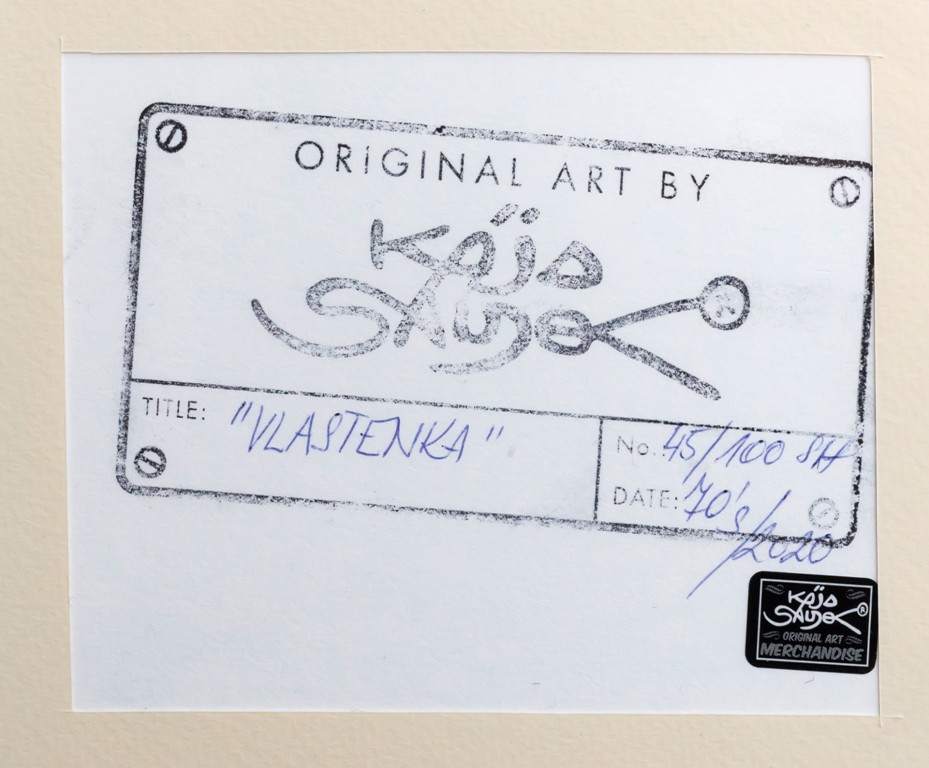 ORIGINAL ART BY
Kája
SAUDEK
TITLE: "VLASTENKA"
No. 45/100 SH
DATE: 70's/2020
Kája
SAUDEK ®
ORIGINAL ART
MERCHANDISE